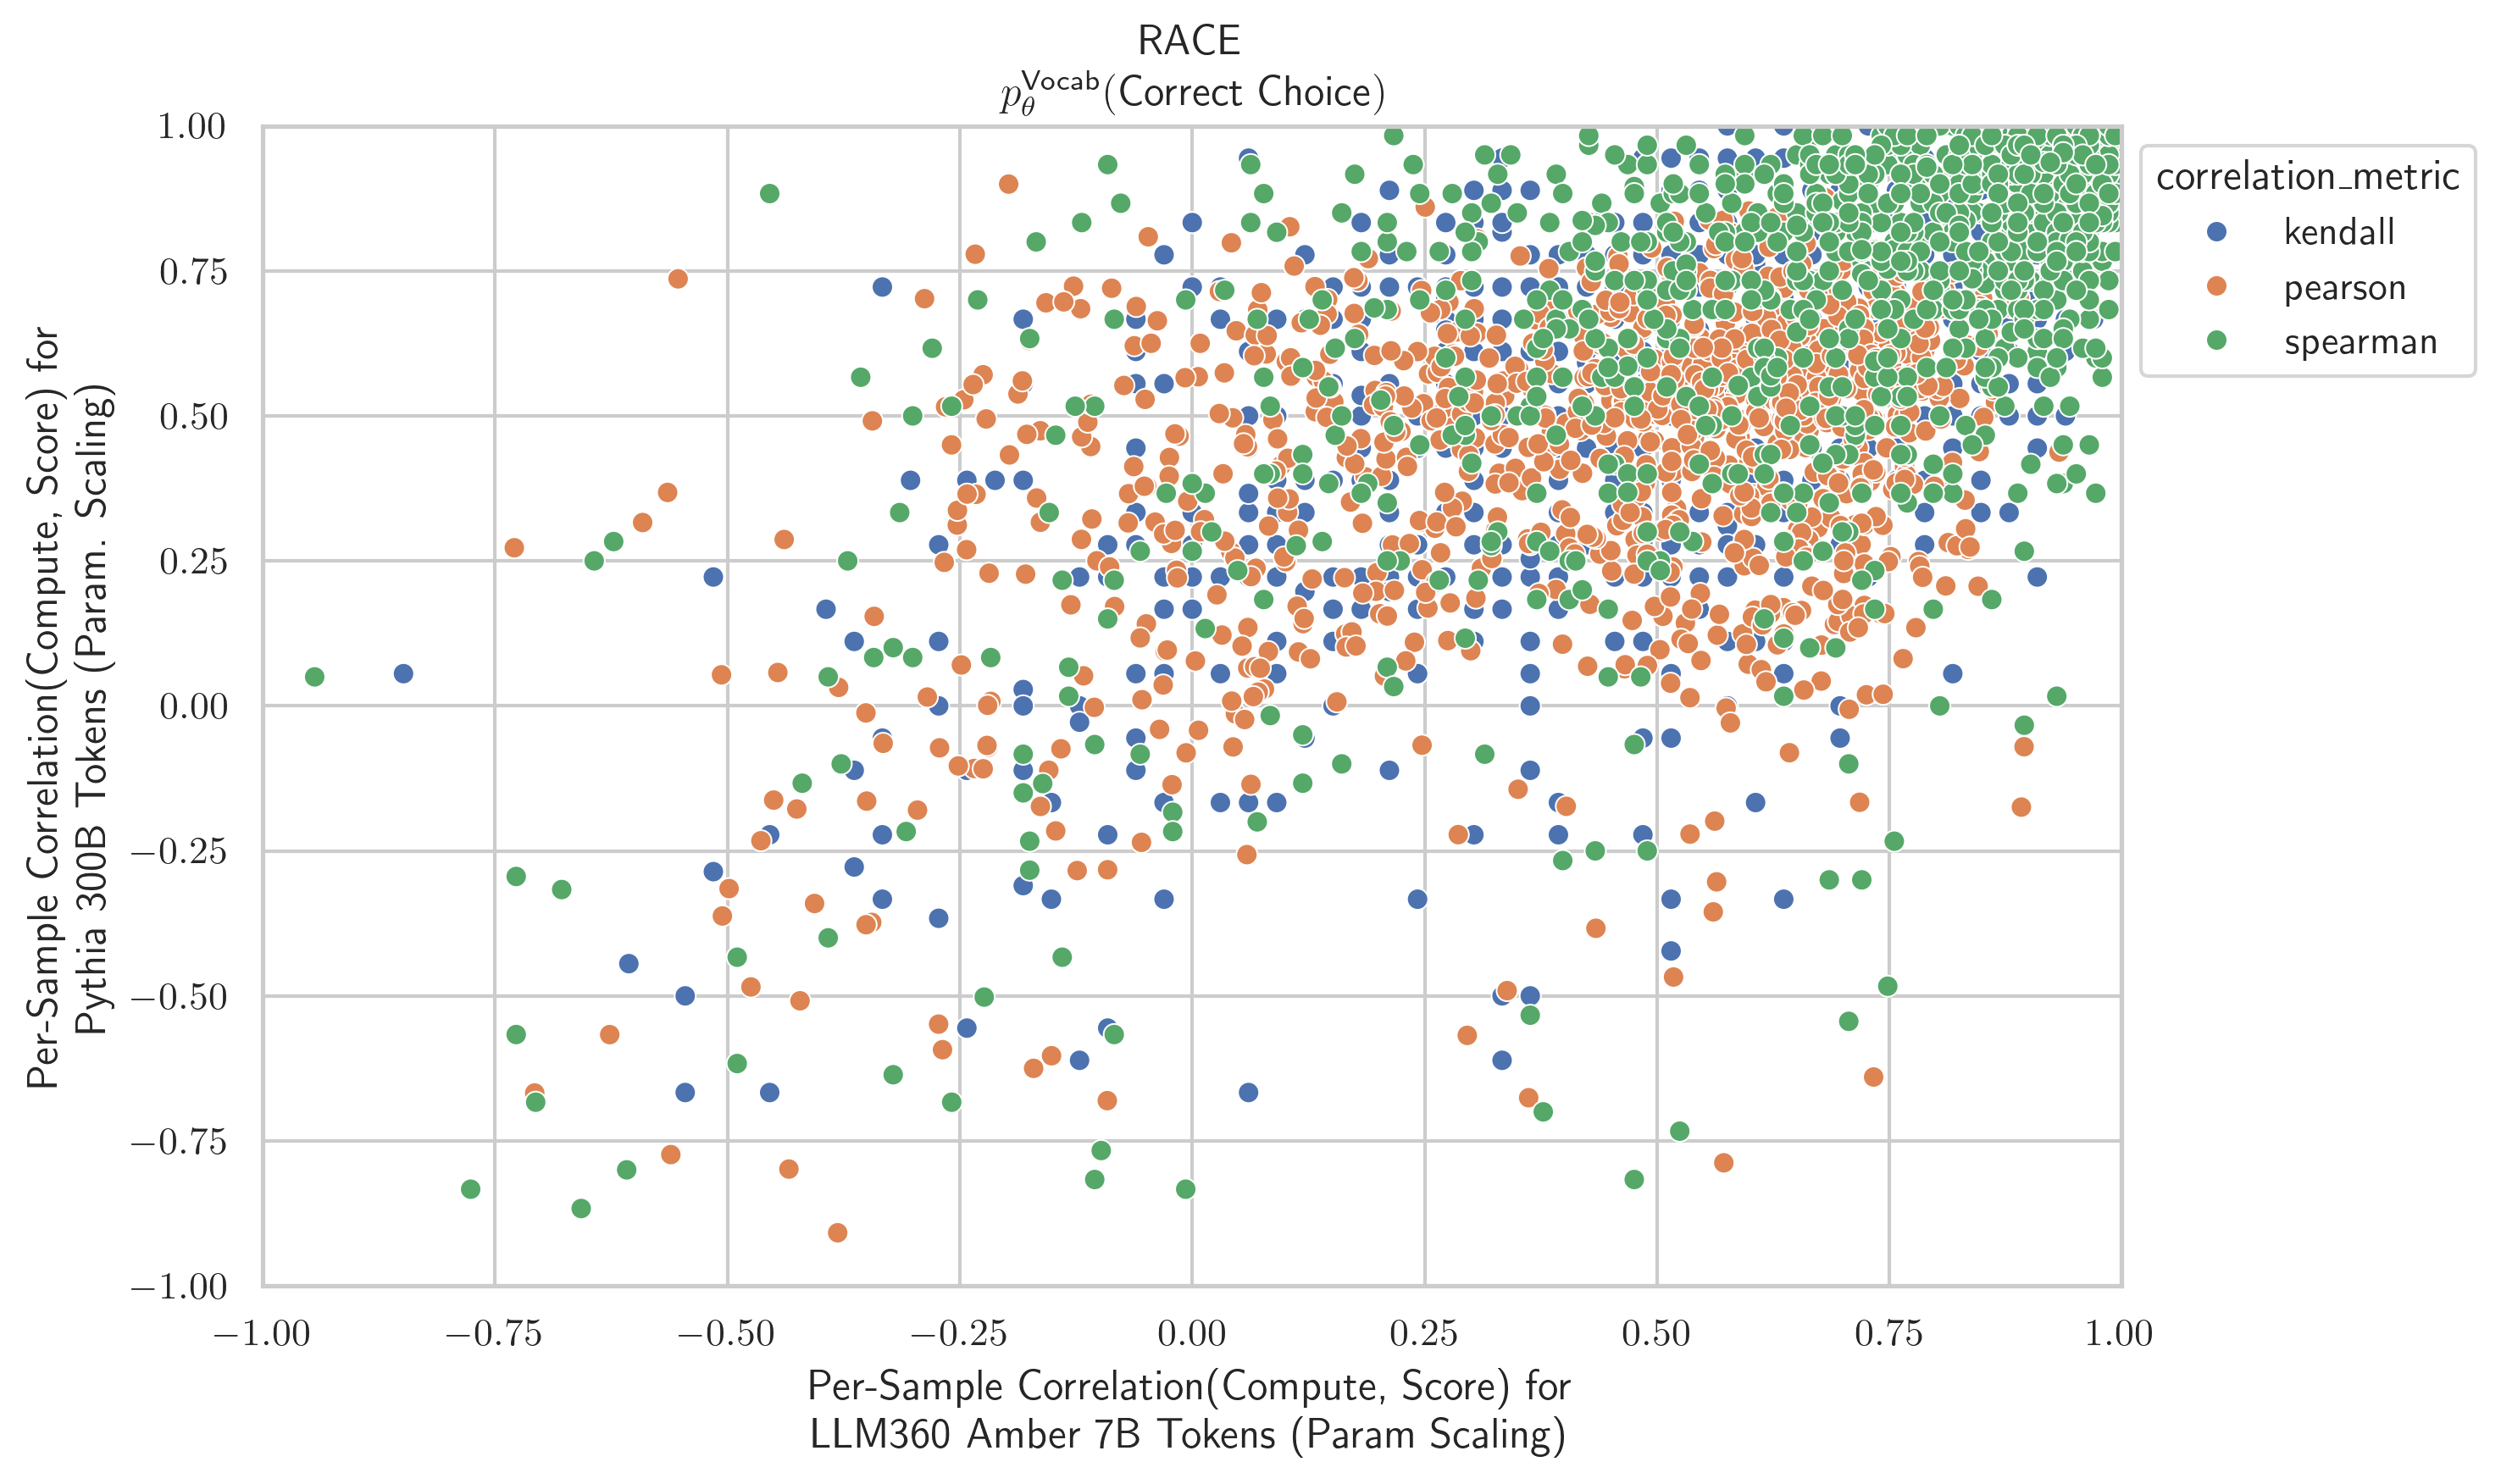 RACE
p_θ^Vocab(Correct Choice)
1.00
0.75
0.50
0.25
0.00
−0.25
−0.50
−0.75
−1.00
Per-Sample Correlation(Compute, Score) for
Pythia 300B Tokens (Param. Scaling)
−1.00 −0.75 −0.50 −0.25 0.00 0.25 0.50 0.75 1.00
Per-Sample Correlation(Compute, Score) for
LLM360 Amber 7B Tokens (Param Scaling)
correlation_metric
kendall
pearson
spearman